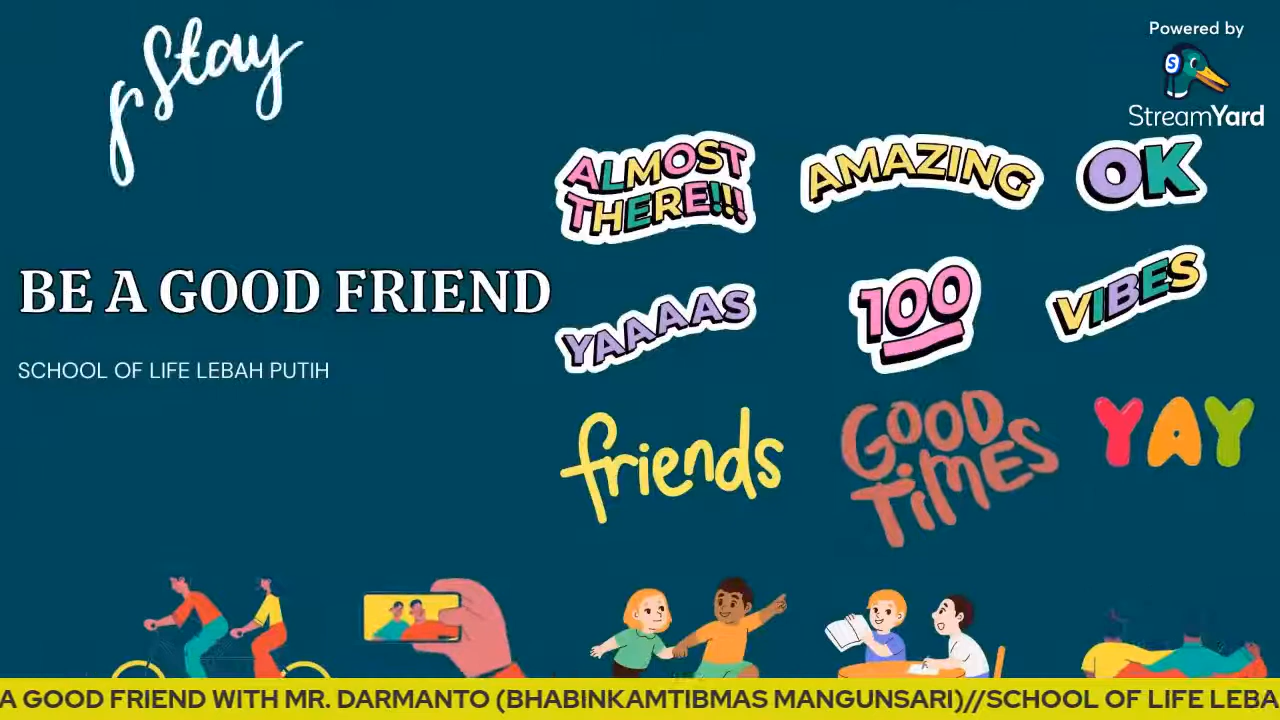 Stay
Powered by
S
StreamYard
ALMOST
THERE!!!
AMAZING
OK
BE A GOOD FRIEND
YAAAAS
100
VIBES
SCHOOL OF LIFE LEBAH PUTIH
friends
GOOD
TIMES
YAY
A GOOD FRIEND WITH MR. DARMANTO (BHABINKAMTIBMAS MANGUNSARI)//SCHOOL OF LIFE LEBA